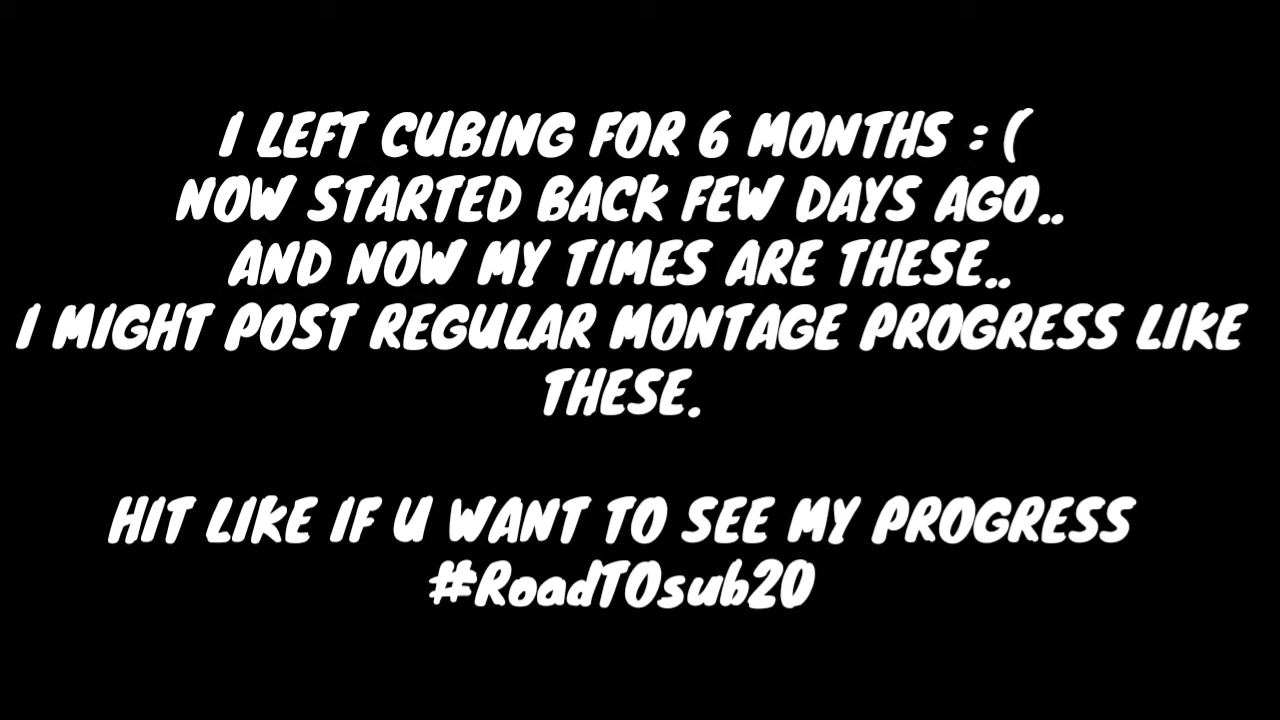 I LEFT CUBING FOR 6 MONTHS : (
NOW STARTED BACK FEW DAYS AGO..
AND NOW MY TIMES ARE THESE..
I MIGHT POST REGULAR MONTAGE PROGRESS LIKE
THESE.
HIT LIKE IF U WANT TO SEE MY PROGRESS
#RoadTOsub20